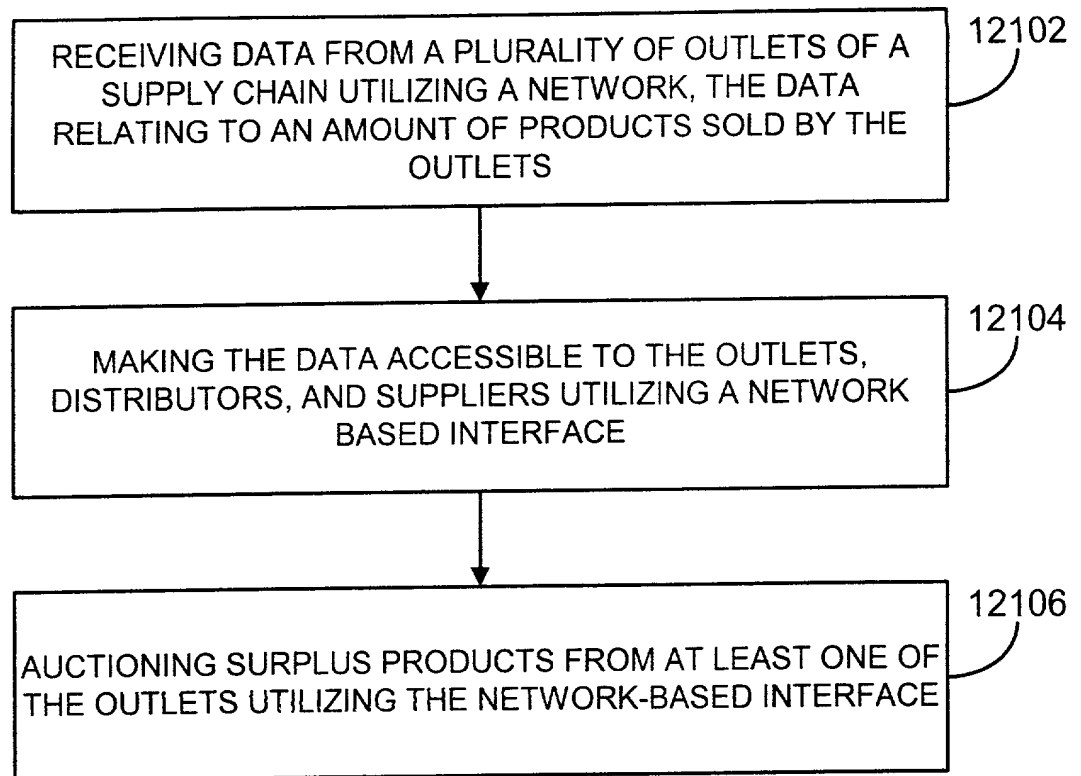 12102
RECEIVING DATA FROM A PLURALITY OF OUTLETS OF A
SUPPLY CHAIN UTILIZING A NETWORK, THE DATA
RELATING TO AN AMOUNT OF PRODUCTS SOLD BY THE
OUTLETS
12104
MAKING THE DATA ACCESSIBLE TO THE OUTLETS,
DISTRIBUTORS, AND SUPPLIERS UTILIZING A NETWORK
BASED INTERFACE
12106
AUCTIONING SURPLUS PRODUCTS FROM AT LEAST ONE OF
THE OUTLETS UTILIZING THE NETWORK-BASED INTERFACE